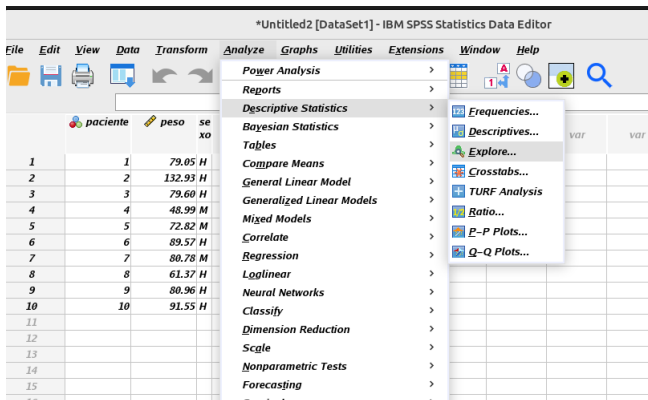 *Untitled2 [DataSet1] - IBM SPSS Statistics Data Editor
File Edit View Data Transform Analyze Graphs Utilities Extensions Window Help
paciente peso sexo var var
1 1 79.05 H
2 2 132.93 H
3 3 79.60 H
4 4 48.99 M
5 5 72.82 M
6 6 89.57 H
7 7 80.78 M
8 8 61.37 H
9 9 80.96 H
10 10 91.55 H
11
12
13
14
15
Power Analysis
Reports
Descriptive Statistics
Bayesian Statistics
Tables
Compare Means
General Linear Model
Generalized Linear Models
Mixed Models
Correlate
Regression
Loglinear
Neural Networks
Classify
Dimension Reduction
Scale
Nonparametric Tests
Forecasting
Frequencies...
Descriptives...
Explore...
Crosstabs...
TURF Analysis
Ratio...
P-P Plots...
Q-Q Plots...